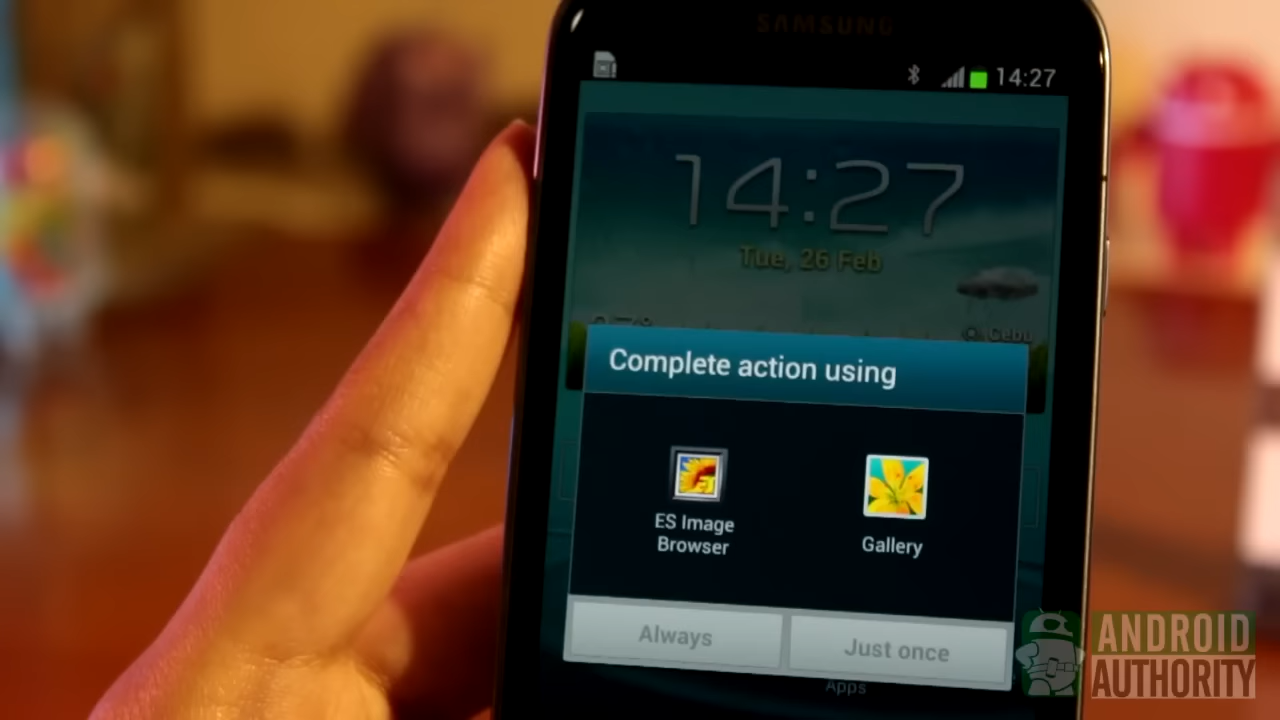 SAMSUNG
14:27
14:27
Tue, 26 Feb
Cebu
Complete action using
ES Image
Browser
Gallery
Always
Just once
Apps
ANDROID
AUTHORITY